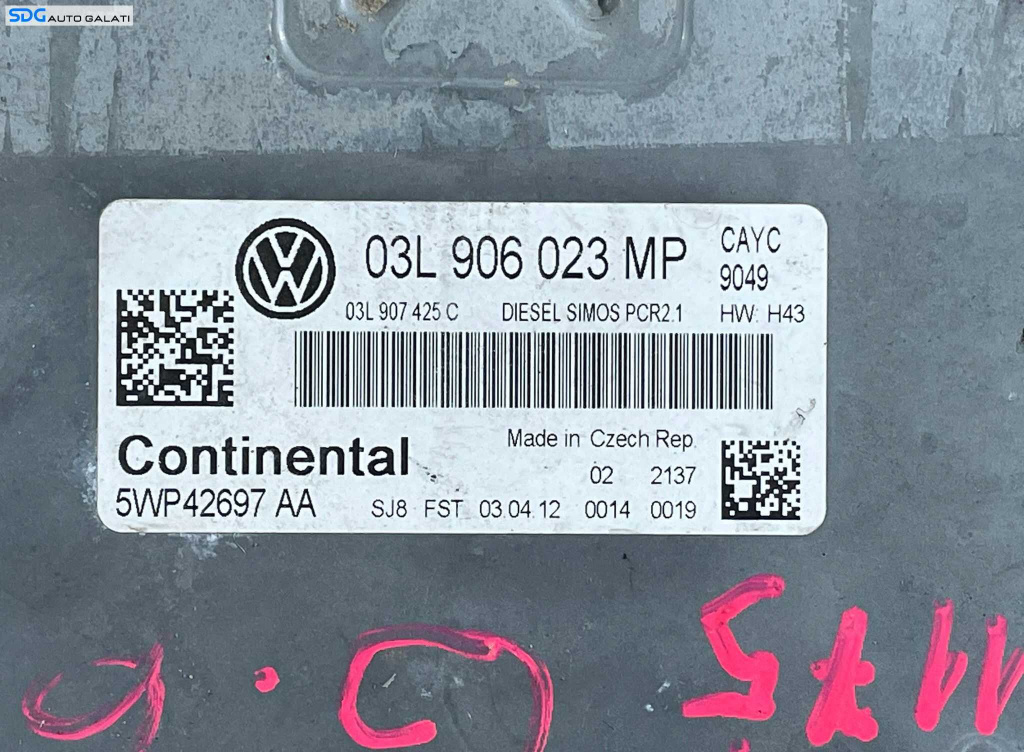 SDG AUTO GALATI
03L 906 023 MP
CAYC
9049
03L 907 425 C DIESEL SIMOS PCR2.1 HW: H43
Continental
Made in Czech Rep.
02 2137
5WP42697 AA SJ8 FST 03.04.12 0014 0019